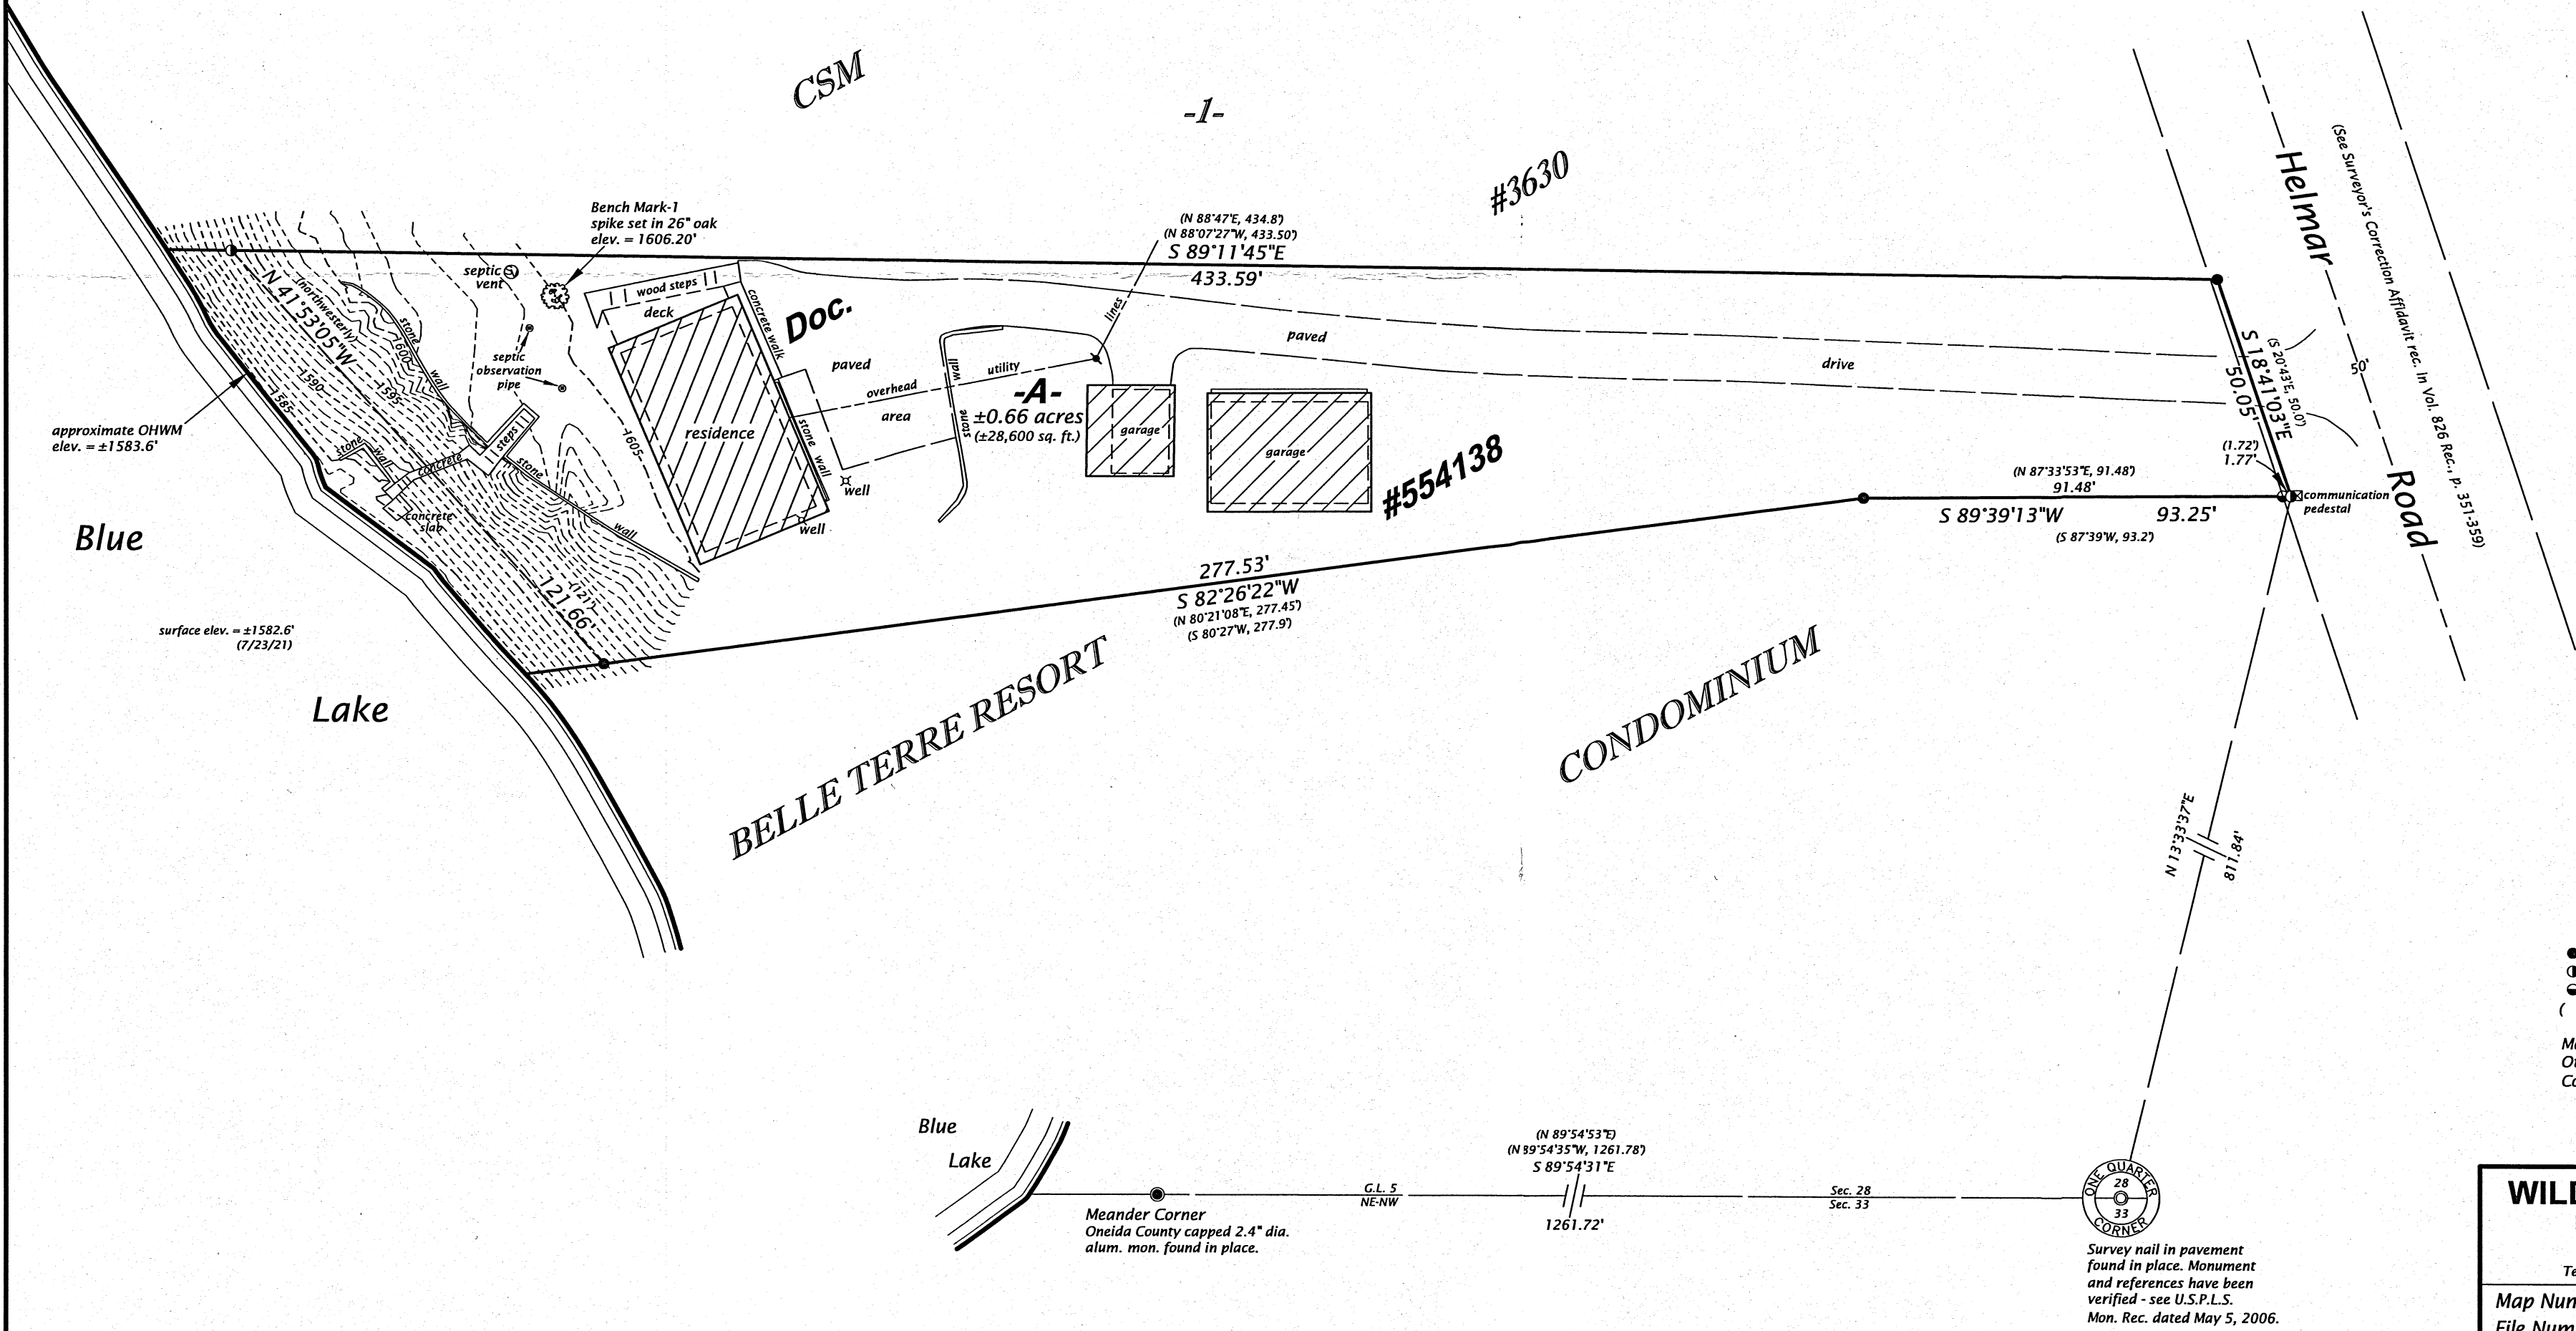 CSM
-1-
#3630
Helmar
Road
(See Surveyor's Correction Affidavit rec. in Vol. 826 Rec., p. 351-359)
50'
Bench Mark-1
spike set in 26" oak
elev. = 1606.20'
(N 88°47'E, 434.8')
(N 88°07'27"W, 433.50')
S 89°11'45"E
433.59'
septic
vent
S
wood steps
deck
concrete walk
Doc.
lines
paved
drive
N 41°53'05"W
(northwesterly)
stone
wall
1600
1590
1595
1585
septic
observation
pipe
paved
area
overhead
utility
stone
wall
-A-
±0.66 acres
(±28,600 sq. ft.)
garage
garage
#554138
S 18°41'03"E
(S 20°43'E, 50.0')
50.05'
(1.72')
1.77'
approximate OHWM
elev. = ±1583.6'
residence
1605
stone
wall
well
well
steps
stone
wall
concrete
stone
wall
concrete
slab
(N 87°33'53"E, 91.48')
91.48'
S 89°39'13"W
93.25'
(S 87°39'W, 93.2')
communication
pedestal
Blue
Lake
(121')
121.66'
277.53'
S 82°26'22"W
(N 80°21'08"E, 277.45')
(S 80°27'W, 277.9')
surface elev. = ±1582.6'
(7/23/21)
BELLE TERRE RESORT
CONDOMINIUM
N 13°33'37"E
811.84'
Blue
Lake
(N 89°54'53"E)
(N 89°54'35"W, 1261.78')
S 89°54'31"E
1261.72'
G.L. 5
NE-NW
Sec. 28
Sec. 33
Meander Corner
Oneida County capped 2.4" dia.
alum. mon. found in place.
ONE QUARTER
28
33
CORNER
Survey nail in pavement
found in place. Monument
and references have been
verified - see U.S.P.L.S.
Mon. Rec. dated May 5, 2006.
(
WILD
Map Num
File Num